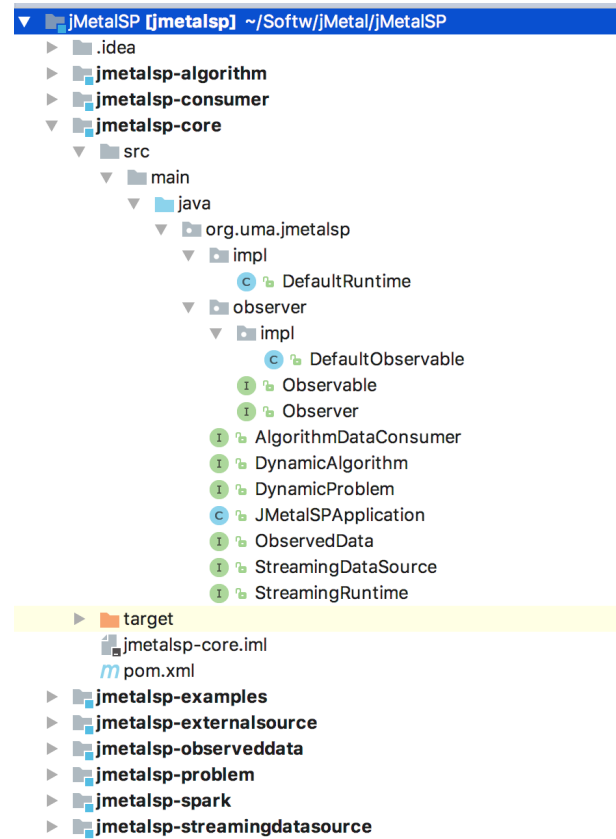 jMetalSP [jmetalsp] ~/Softw/jMetal/jMetalSP
.idea
jmetalsp-algorithm
jmetalsp-consumer
jmetalsp-core
src
main
java
org.uma.jmetalsp
impl
C DefaultRuntime
observer
impl
C DefaultObservable
I Observable
I Observer
I AlgorithmDataConsumer
I DynamicAlgorithm
I DynamicProblem
C JMetalSPApplication
I ObservedData
I StreamingDataSource
I StreamingRuntime
target
jmetalsp-core.iml
m pom.xml
jmetalsp-examples
jmetalsp-externalsource
jmetalsp-observeddata
jmetalsp-problem
jmetalsp-spark
jmetalsp-streamingdatasource